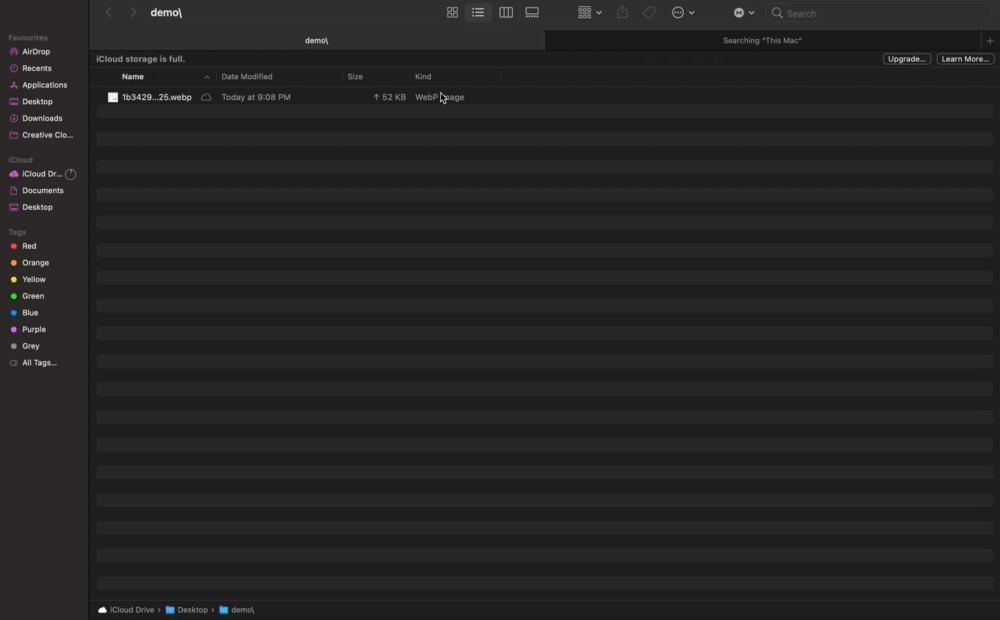 demo\
Search
demo\
Searching “This Mac”
iCloud storage is full.
Upgrade...
Learn More...
Name
Date Modified
Size
Kind
1b3429...25.webp
Today at 9:08 PM
52 KB
WebP Image
Favourites
AirDrop
Recents
Applications
Desktop
Downloads
Creative Clo...
iCloud
iCloud Dr...
Documents
Desktop
Tags
Red
Orange
Yellow
Green
Blue
Purple
Grey
All Tags...
iCloud Drive › Desktop › demo\